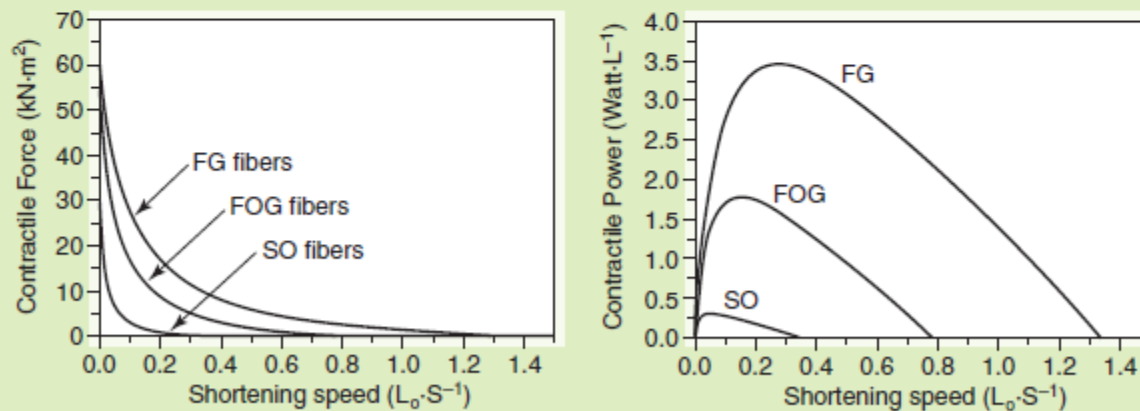 Contractile Force (kN·m²)
70
60
50
40
30
20
10
0
FG fibers
FOG fibers
SO fibers
0.0 0.2 0.4 0.6 0.8 1.0 1.2 1.4
Shortening speed (Lₒ·S⁻¹)
Contractile Power (Watt·L⁻¹)
4.0
3.5
3.0
2.5
2.0
1.5
1.0
0.5
0.0
FG
FOG
SO
0.0 0.2 0.4 0.6 0.8 1.0 1.2 1.4
Shortening speed (Lₒ·S⁻¹)